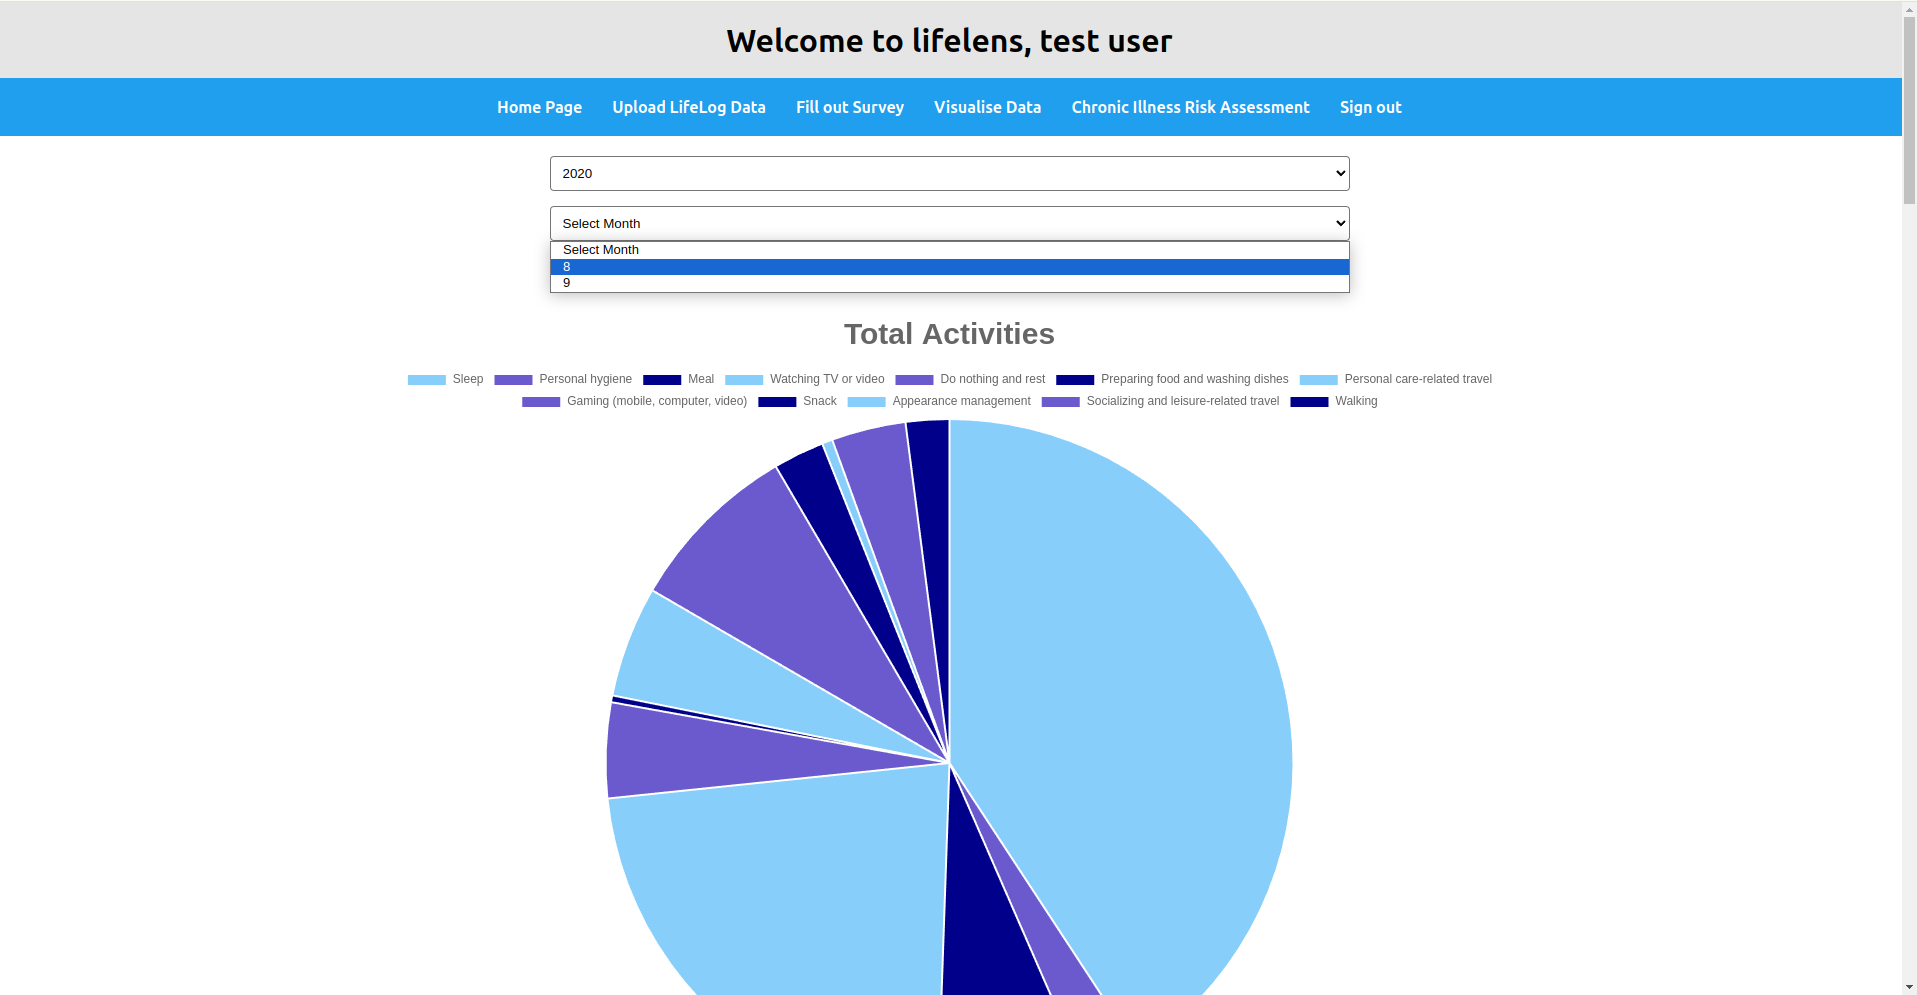 Welcome to lifelens, test user
Home Page Upload LifeLog Data Fill out Survey Visualise Data Chronic Illness Risk Assessment Sign out
2020
Select Month
Select Month
8
9
Total Activities
Sleep Personal hygiene Meal Watching TV or video Do nothing and rest Preparing food and washing dishes Personal care-related travel
Gaming (mobile, computer, video) Snack Appearance management Socializing and leisure-related travel Walking